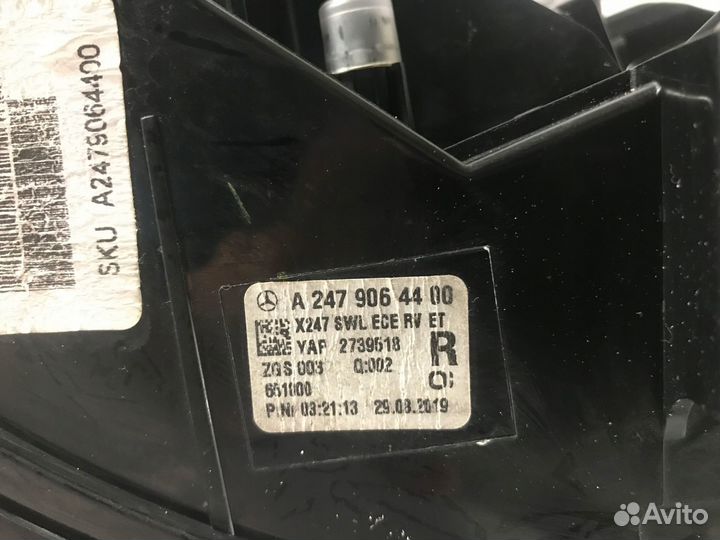 SKU A2479064400
A 247 906 44 00
X247 SWL ECE RV ET
YAP 2739518
R
ZGS 003 Q:002
651000
P.Nr 03:21:13 29.08.2019
Avito